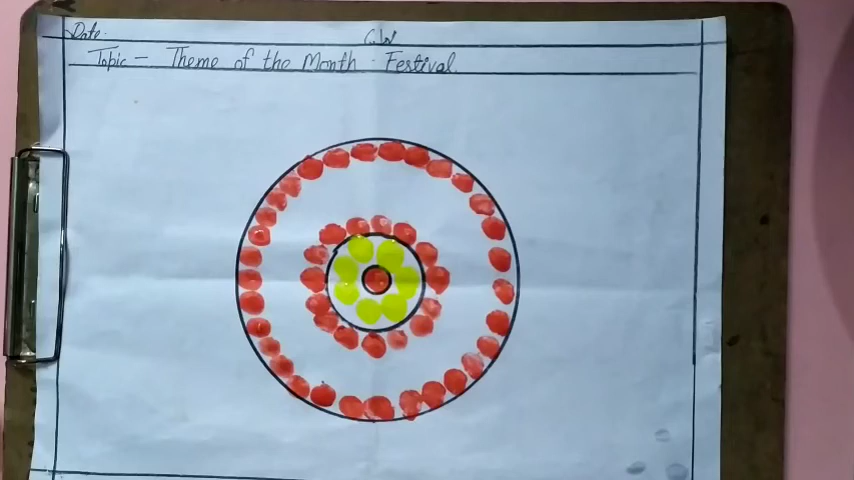 Date.
C.W
Topic - Theme of the Month : Festival.